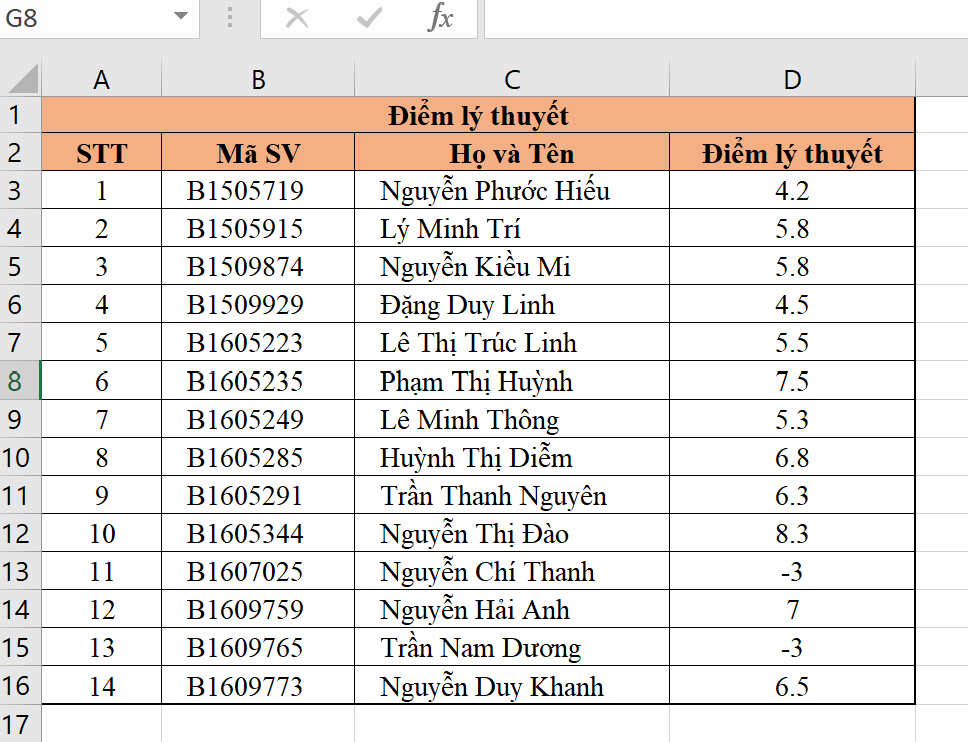 G8 fx
A B C D
1 Điểm lý thuyết
2 STT Mã SV Họ và Tên Điểm lý thuyết
3 1 B1505719 Nguyễn Phước Hiếu 4.2
4 2 B1505915 Lý Minh Trí 5.8
5 3 B1509874 Nguyễn Kiều Mi 5.8
6 4 B1509929 Đặng Duy Linh 4.5
7 5 B1605223 Lê Thị Trúc Linh 5.5
8 6 B1605235 Phạm Thị Huỳnh 7.5
9 7 B1605249 Lê Minh Thông 5.3
10 8 B1605285 Huỳnh Thị Diễm 6.8
11 9 B1605291 Trần Thanh Nguyên 6.3
12 10 B1605344 Nguyễn Thị Đào 8.3
13 11 B1607025 Nguyễn Chí Thanh -3
14 12 B1609759 Nguyễn Hải Anh 7
15 13 B1609765 Trần Nam Dương -3
16 14 B1609773 Nguyễn Duy Khanh 6.5
17